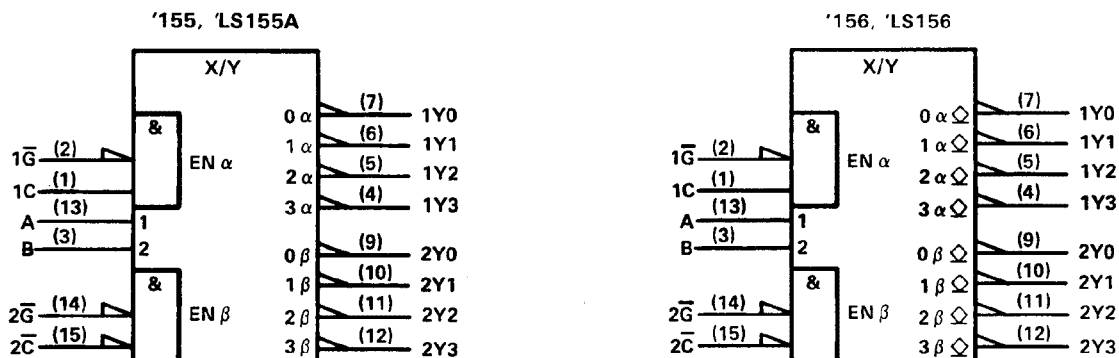 '155, 'LS155A
X/Y
&
EN α
1G̅ (2)
1C (1)
A (13) 1
B (3) 2
&
EN β
2G̅ (14)
2C̅ (15)
0 α (7) 1Y0
1 α (6) 1Y1
2 α (5) 1Y2
3 α (4) 1Y3
0 β (9) 2Y0
1 β (10) 2Y1
2 β (11) 2Y2
3 β (12) 2Y3
'156, 'LS156
X/Y
&
EN α
1G̅ (2)
1C (1)
A (13) 1
B (3) 2
&
EN β
2G̅ (14)
2C̅ (15)
0 α (7) 1Y0
1 α (6) 1Y1
2 α (5) 1Y2
3 α (4) 1Y3
0 β (9) 2Y0
1 β (10) 2Y1
2 β (11) 2Y2
3 β (12) 2Y3